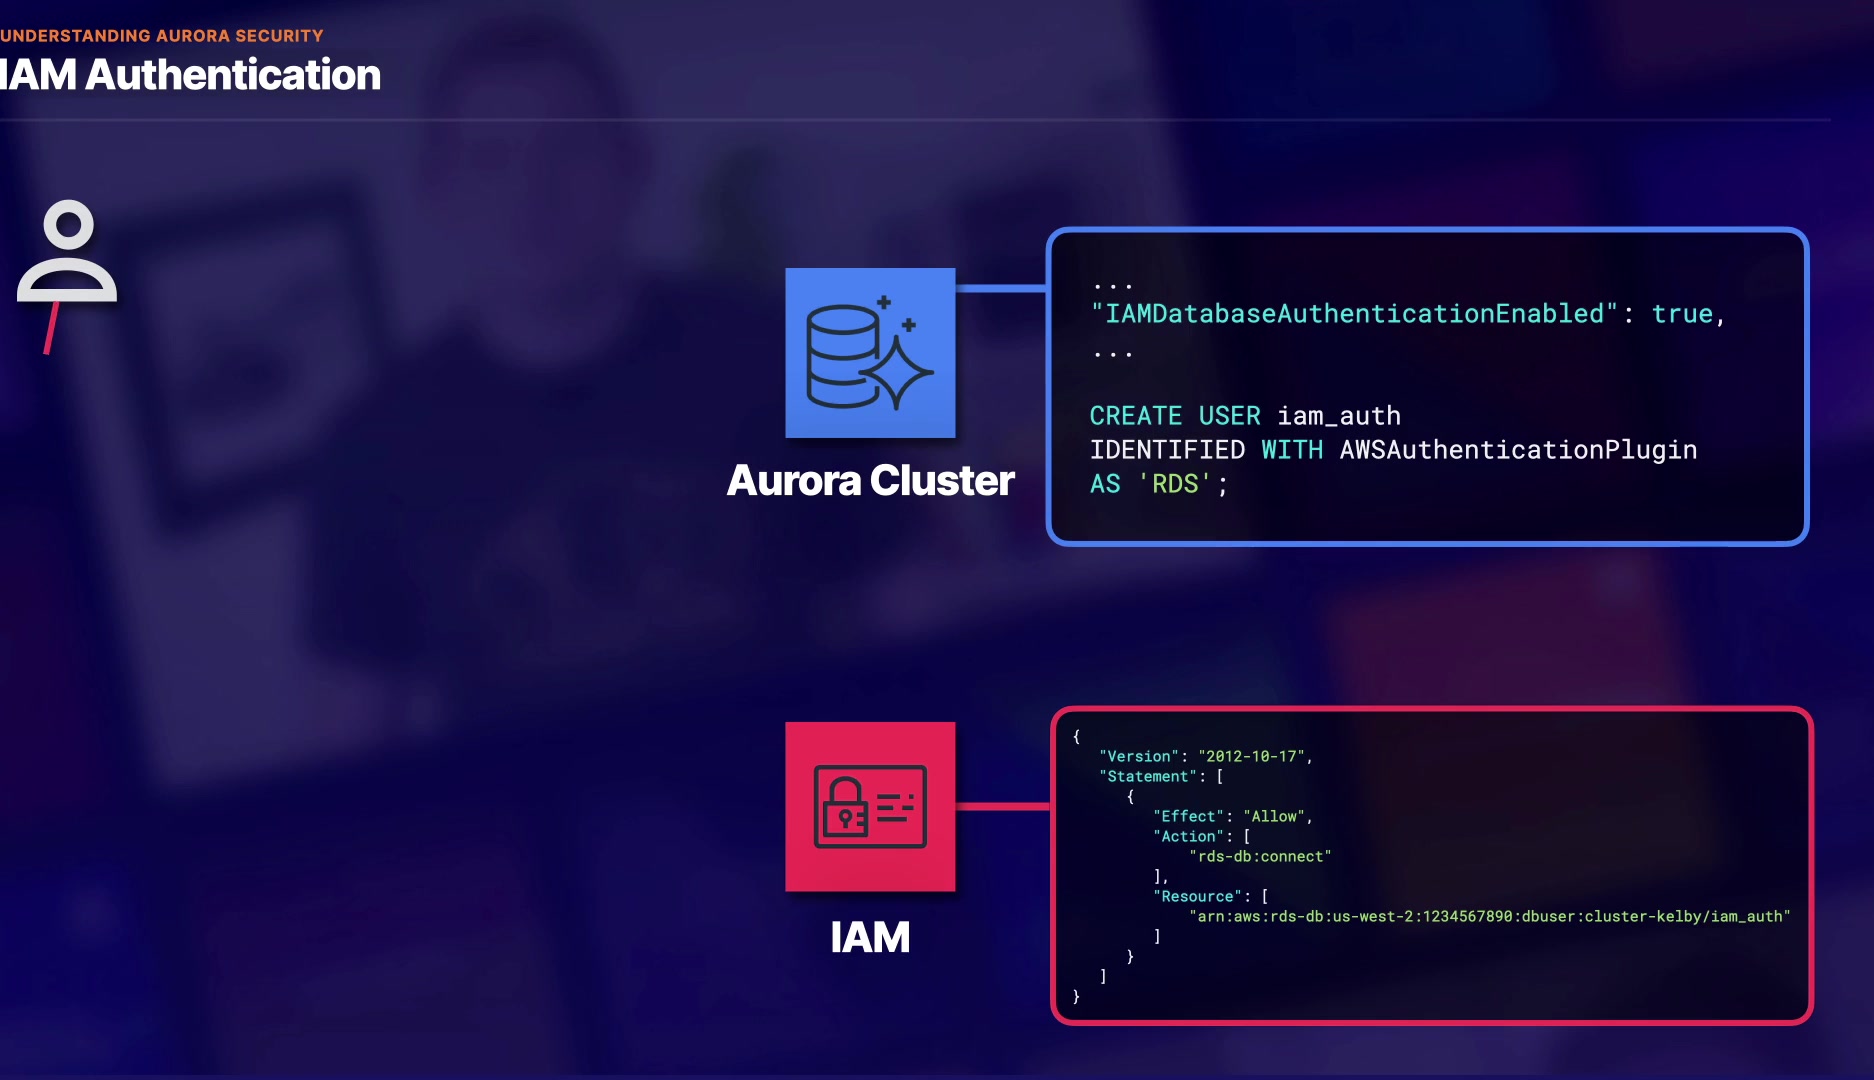 UNDERSTANDING AURORA SECURITY
IAM Authentication
Aurora Cluster
...
"IAMDatabaseAuthenticationEnabled": true,
...
CREATE USER iam_auth
IDENTIFIED WITH AWSAuthenticationPlugin
AS 'RDS';
IAM
{
"Version": "2012-10-17",
"Statement": [
{
"Effect": "Allow",
"Action": [
"rds-db:connect"
],
"Resource": [
"arn:aws:rds-db:us-west-2:1234567890:dbuser:cluster-kelby/iam_auth"
]
}
]
}